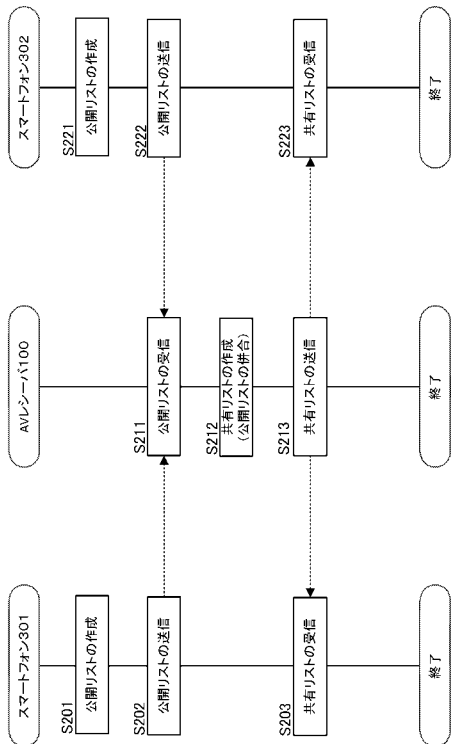 スマートフォン301
S201
公開リストの作成
S202
公開リストの送信
S203
共有リストの受信
終了
AVレシーバ100
S211
公開リストの受信
S212
共有リストの作成
(公開リストの併合)
S213
共有リストの送信
終了
スマートフォン302
S221
公開リストの作成
S222
公開リストの送信
S223
共有リストの受信
終了